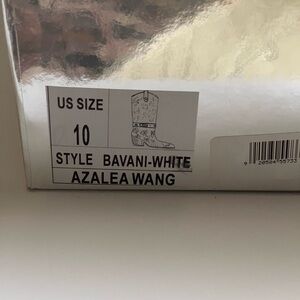 US SIZE
10
STYLE BAVANI-WHITE
AZALEA WANG